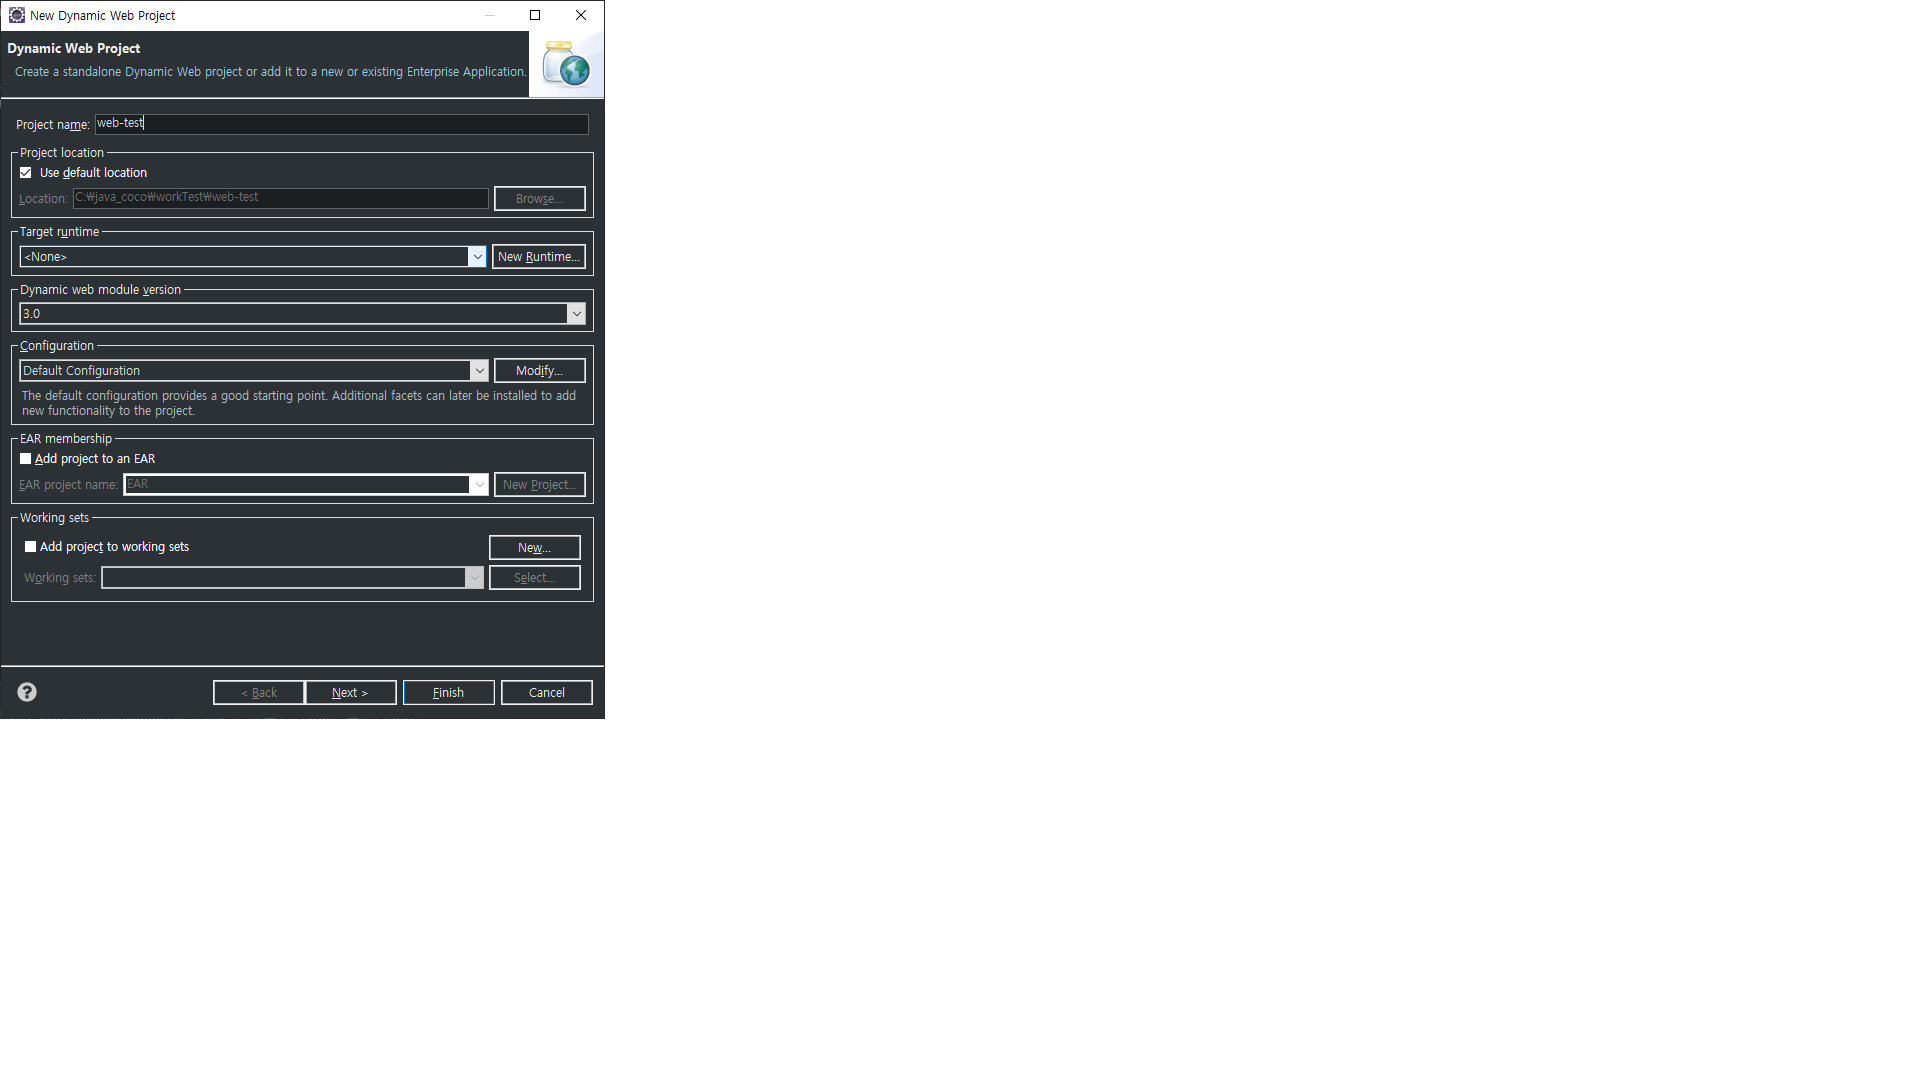 New Dynamic Web Project
Dynamic Web Project
Create a standalone Dynamic Web project or add it to a new or existing Enterprise Application.
Project name: web-test
Project location
Use default location
Location: C:₩java_coco₩workTest₩web-test Browse...
Target runtime
<None> New Runtime...
Dynamic web module version
3.0
Configuration
Default Configuration Modify...
The default configuration provides a good starting point. Additional facets can later be installed to add
new functionality to the project.
EAR membership
Add project to an EAR
EAR project name: EAR New Project...
Working sets
Add project to working sets New...
Working sets: Select...
? < Back Next > Finish Cancel